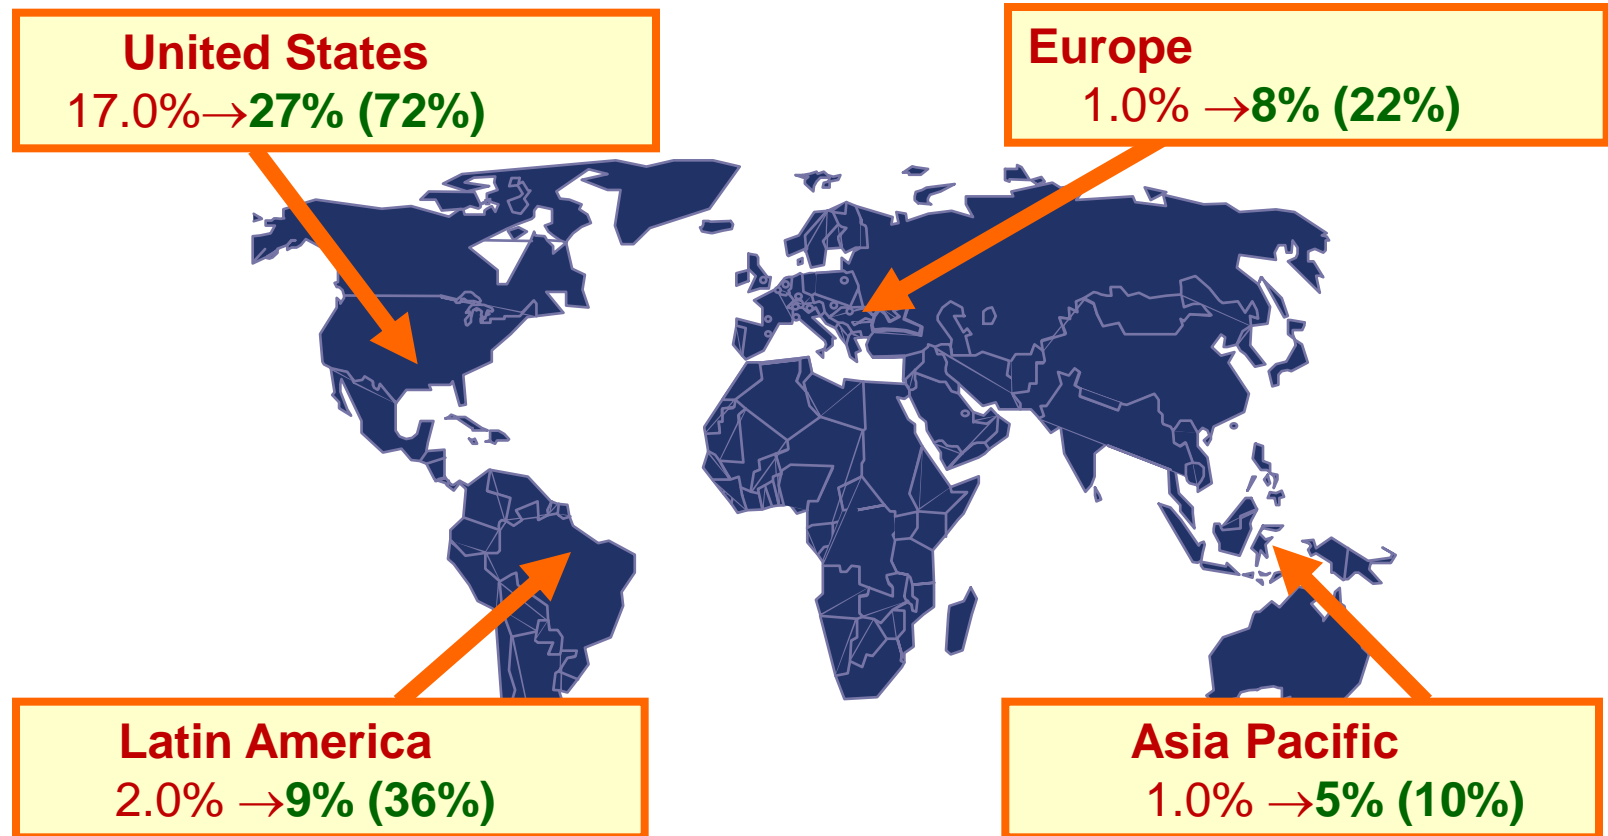 United States
17.0%→27% (72%)
Europe
1.0% →8% (22%)
Latin America
2.0% →9% (36%)
Asia Pacific
1.0% →5% (10%)